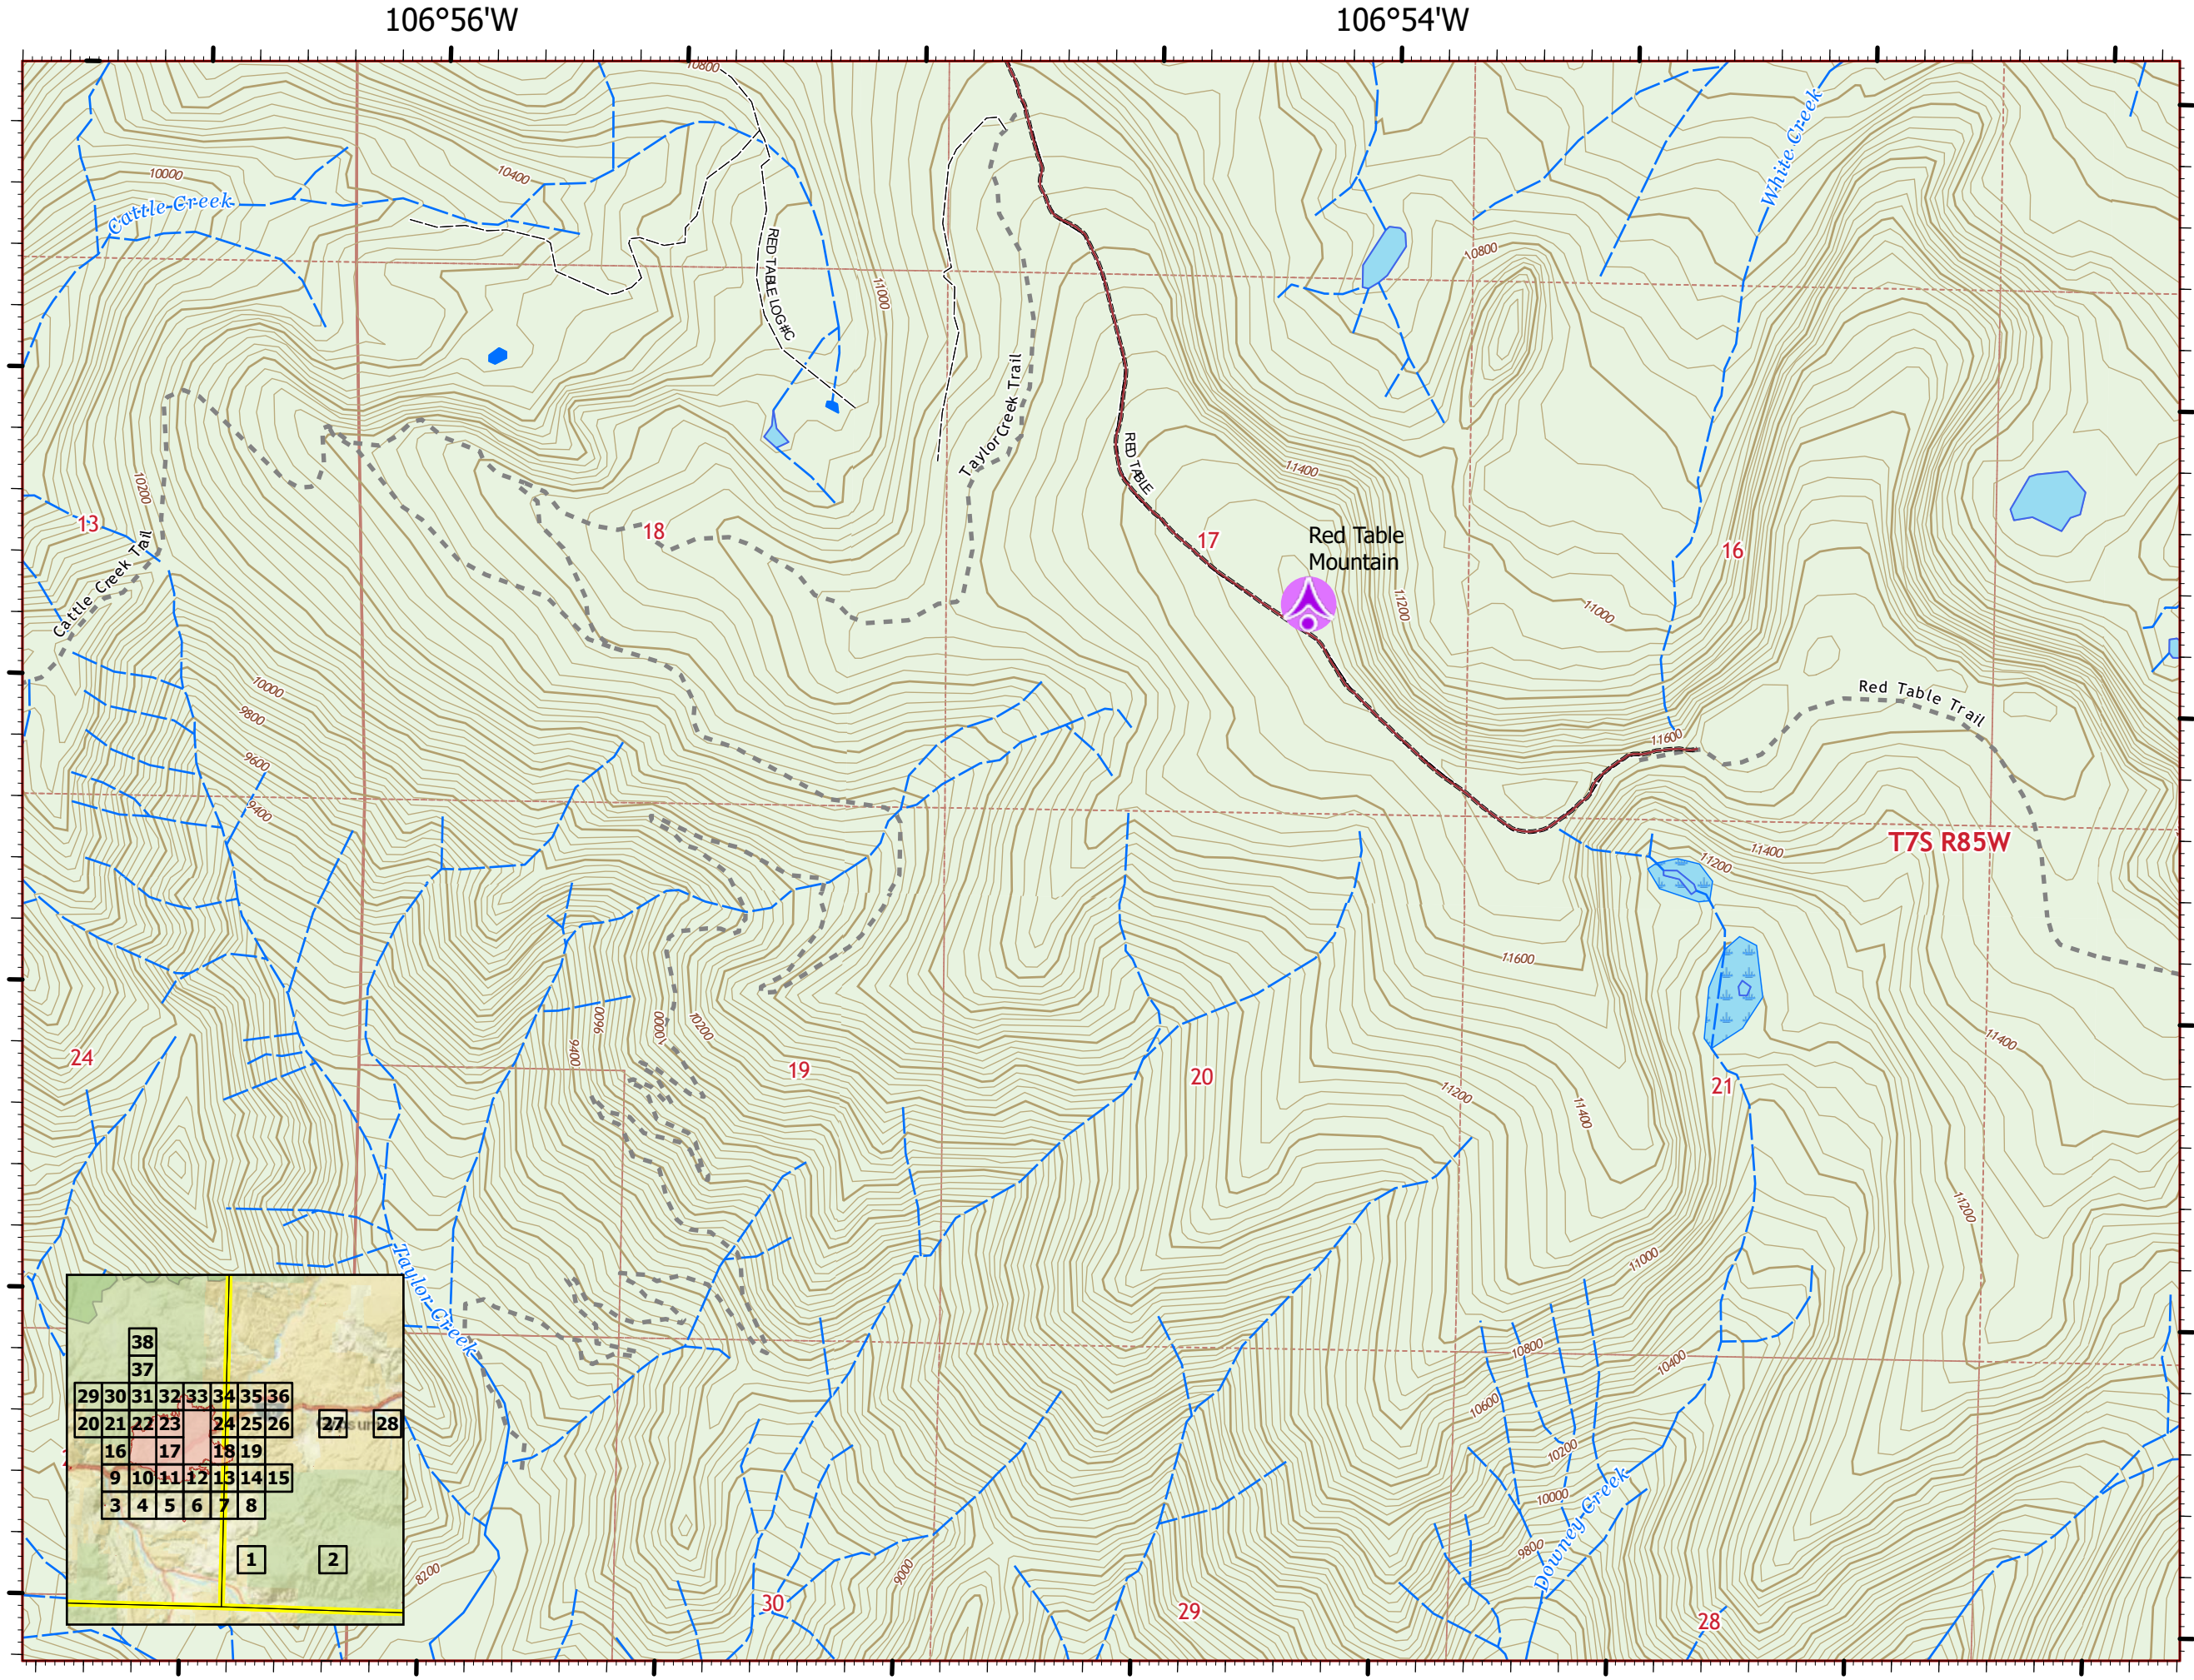 106°56'W
106°54'W
10800
White Creek
10000
10400
Cattle Creek
RED TABLE LOG#C
11000
10800
Taylor Creek Trail
RED TABLE
11400
10200
13
18
17
16
Red Table
Mountain
Cattle Creek Trail
11200
11000
10000
9800
9600
9400
Red Table Trail
11600
T7S R85W
11400
11200
11600
9600
10000
10200
9400
24
19
20
21
11400
11200
11400
11200
11000
Taylor Creek
10800
10400
10600
10200
10000
9800
Downey Creek
8200
9000
30
29
28
38
37
29 30 31 32 33 34 35 36
20 21 22 23 24 25 26 27 28
16 17 18 19
9 10 11 12 13 14 15
3 4 5 6 7 8
1 2